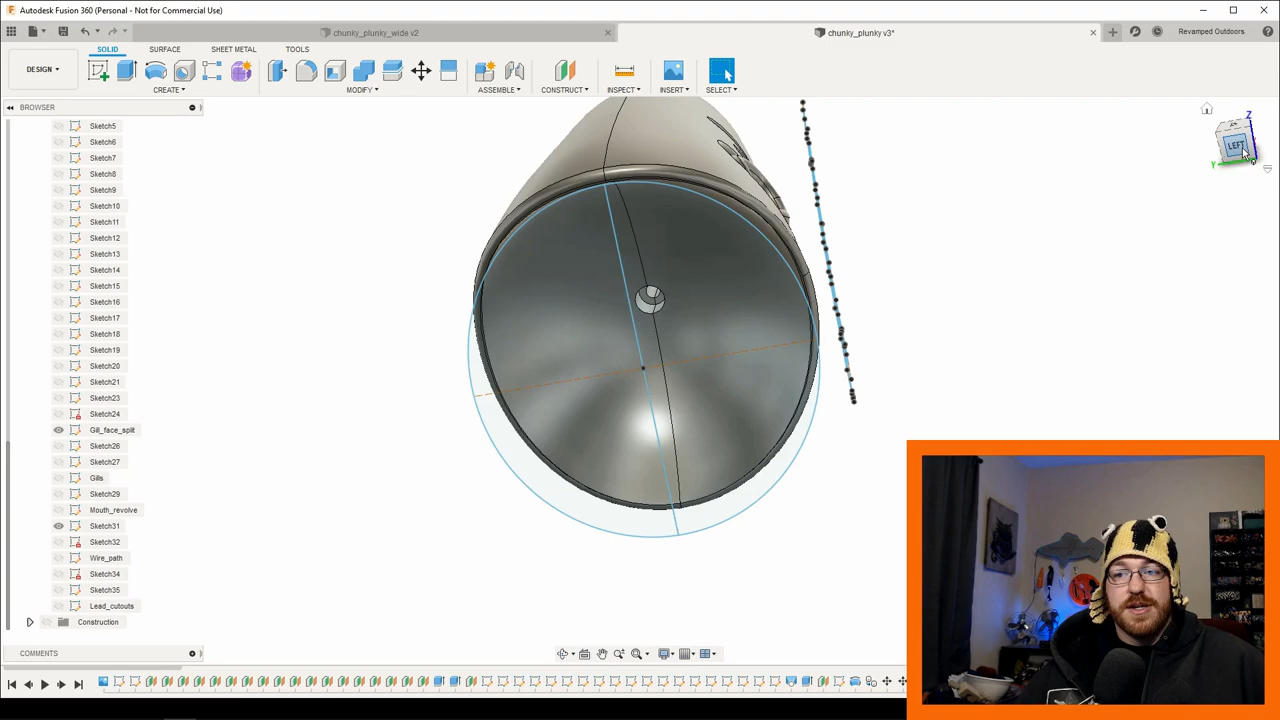 Autodesk Fusion 360 (Personal - Not for Commercial Use)
chunky_plunky_wide v2
chunky_plunky v3*
Revamped Outdoors
SOLID SURFACE SHEET METAL TOOLS
DESIGN
CREATE MODIFY ASSEMBLE CONSTRUCT INSPECT INSERT SELECT
BROWSER
Sketch5
Sketch6
Sketch7
Sketch8
Sketch9
Sketch10
Sketch11
Sketch12
Sketch13
Sketch14
Sketch15
Sketch16
Sketch17
Sketch18
Sketch19
Sketch20
Sketch21
Sketch23
Sketch24
Gill_face_split
Sketch26
Sketch27
Gills
Sketch29
Mouth_revolve
Sketch31
Sketch32
Wire_path
Sketch34
Sketch35
Lead_cutouts
Construction
COMMENTS
Z
LEFT
Y